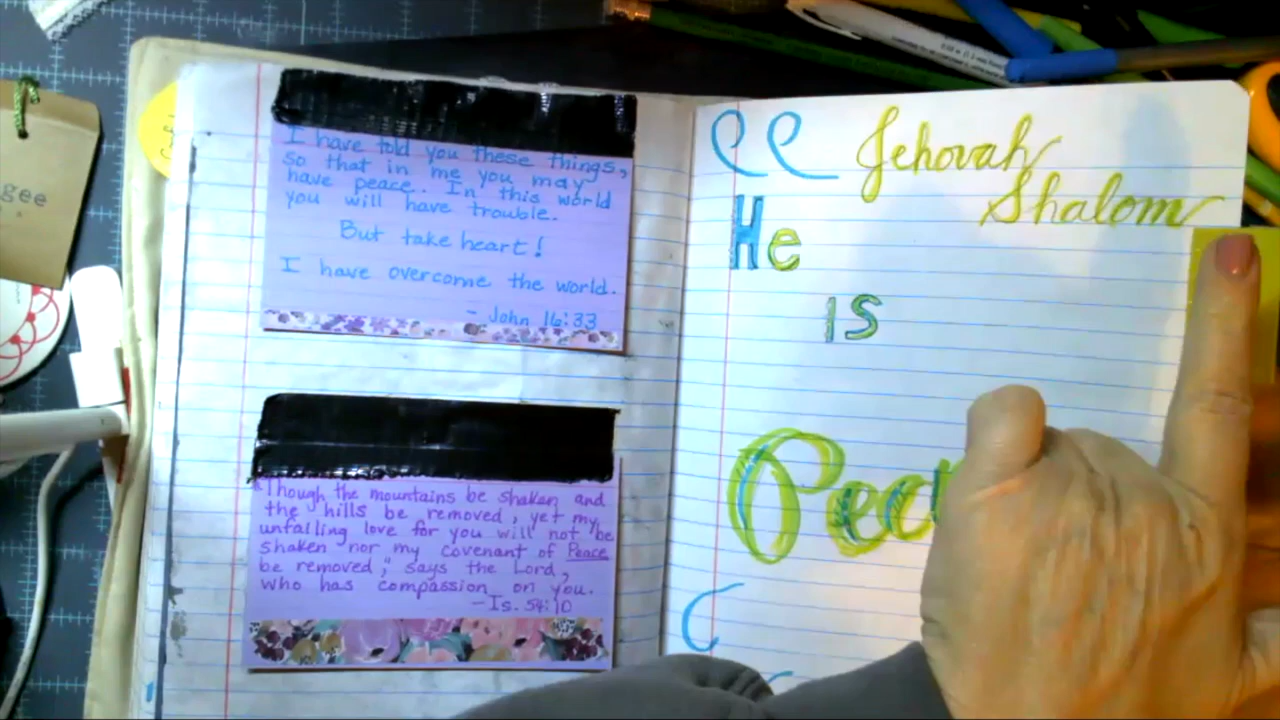 I have told you these things,
so that in me you may
have peace. In this world
you will have trouble.
But take heart!
I have overcome the world.
- John 16:33
"Though the mountains be shaken and
the hills be removed, yet my
unfailing love for you will not be
shaken nor my covenant of Peace
be removed," says the Lord,
who has compassion on you.
- Is. 54:10
Jehovah
Shalom
He
is
gee